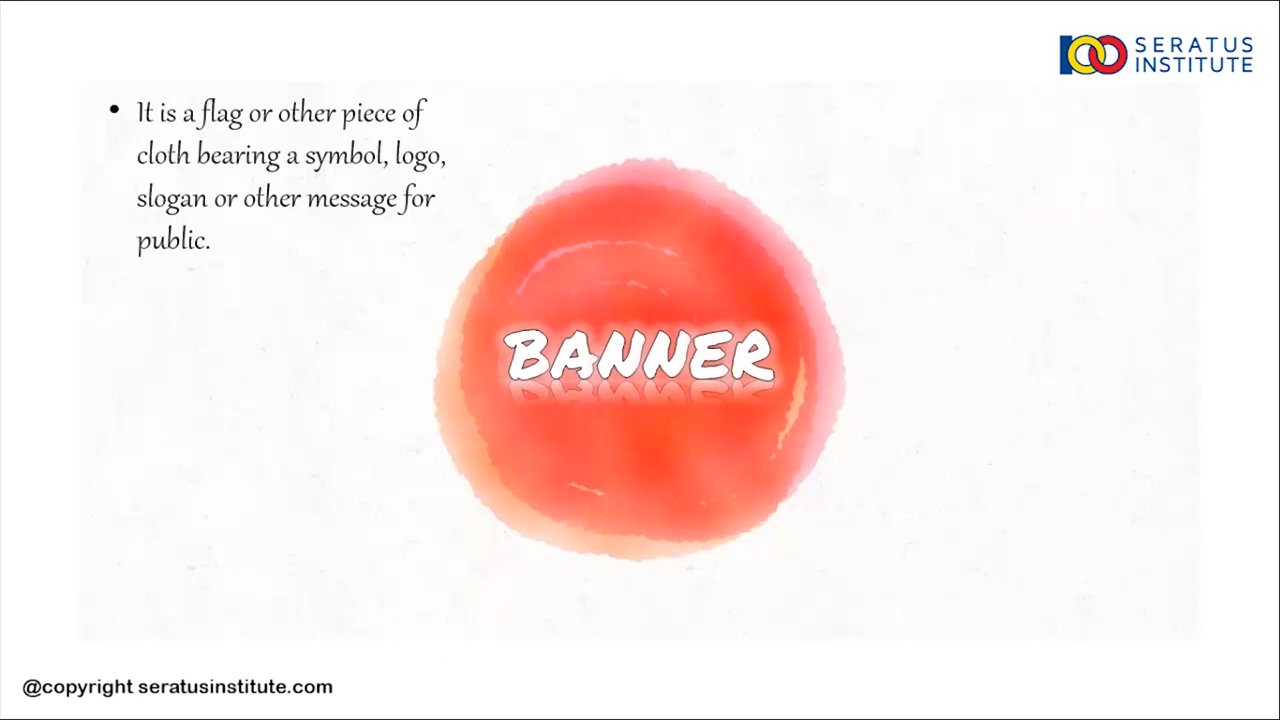 SERATUS
INSTITUTE
• It is a flag or other piece of
cloth bearing a symbol, logo,
slogan or other message for
public.
BANNER
@copyright seratusinstitute.com